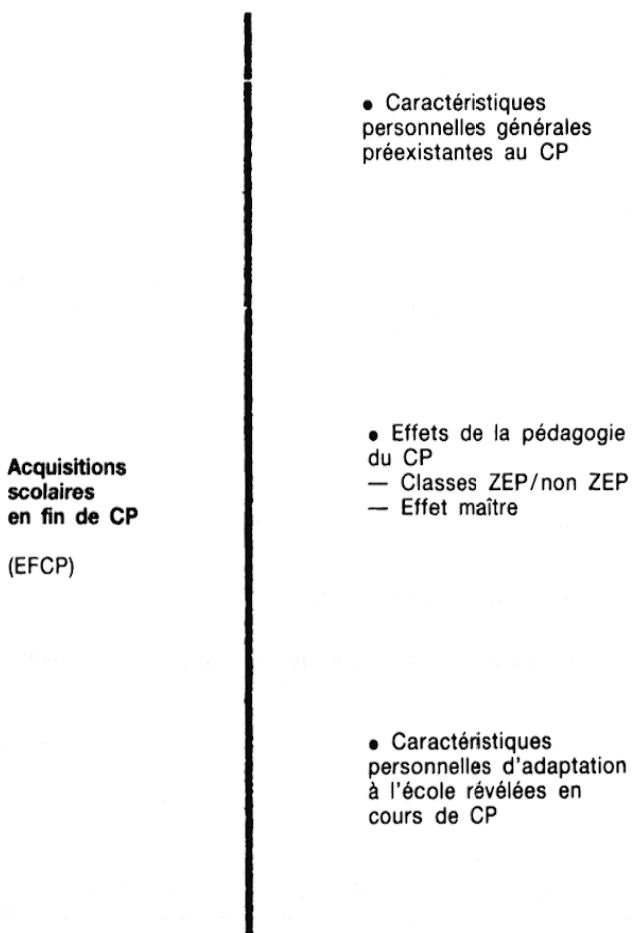 • Caractéristiques
personnelles générales
préexistantes au CP
Acquisitions
scolaires
en fin de CP
(EFCP)
• Effets de la pédagogie
du CP
— Classes ZEP/non ZEP
— Effet maître
• Caractéristiques
personnelles d'adaptation
à l'école révélées en
cours de CP